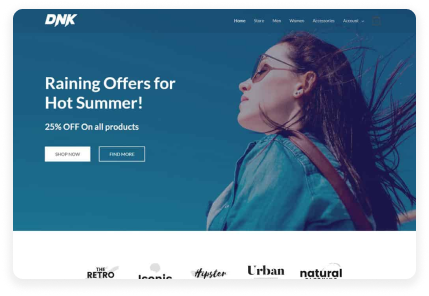 DNK
Home Store Men Women Accessories Account
Raining Offers for
Hot Summer!
25% OFF On all products
SHOP NOW FIND MORE
THE
RETRO Iconic Hipster Urban natural